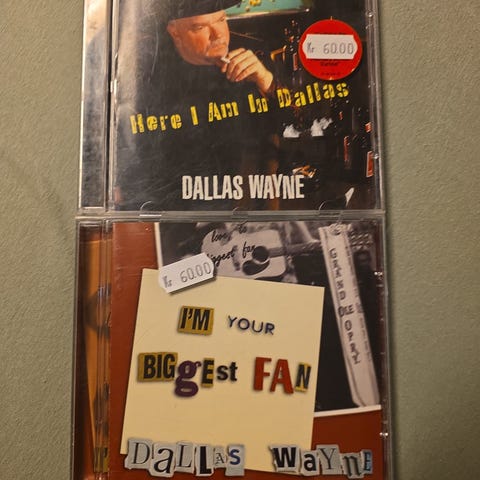 Kr 60.00
Here I Am In Dallas
DALLAS WAYNE
Kr 60.00
GRAND OLE OPRY
I'M YOUR
BIGgEst FAN
DALLAS WAYNE